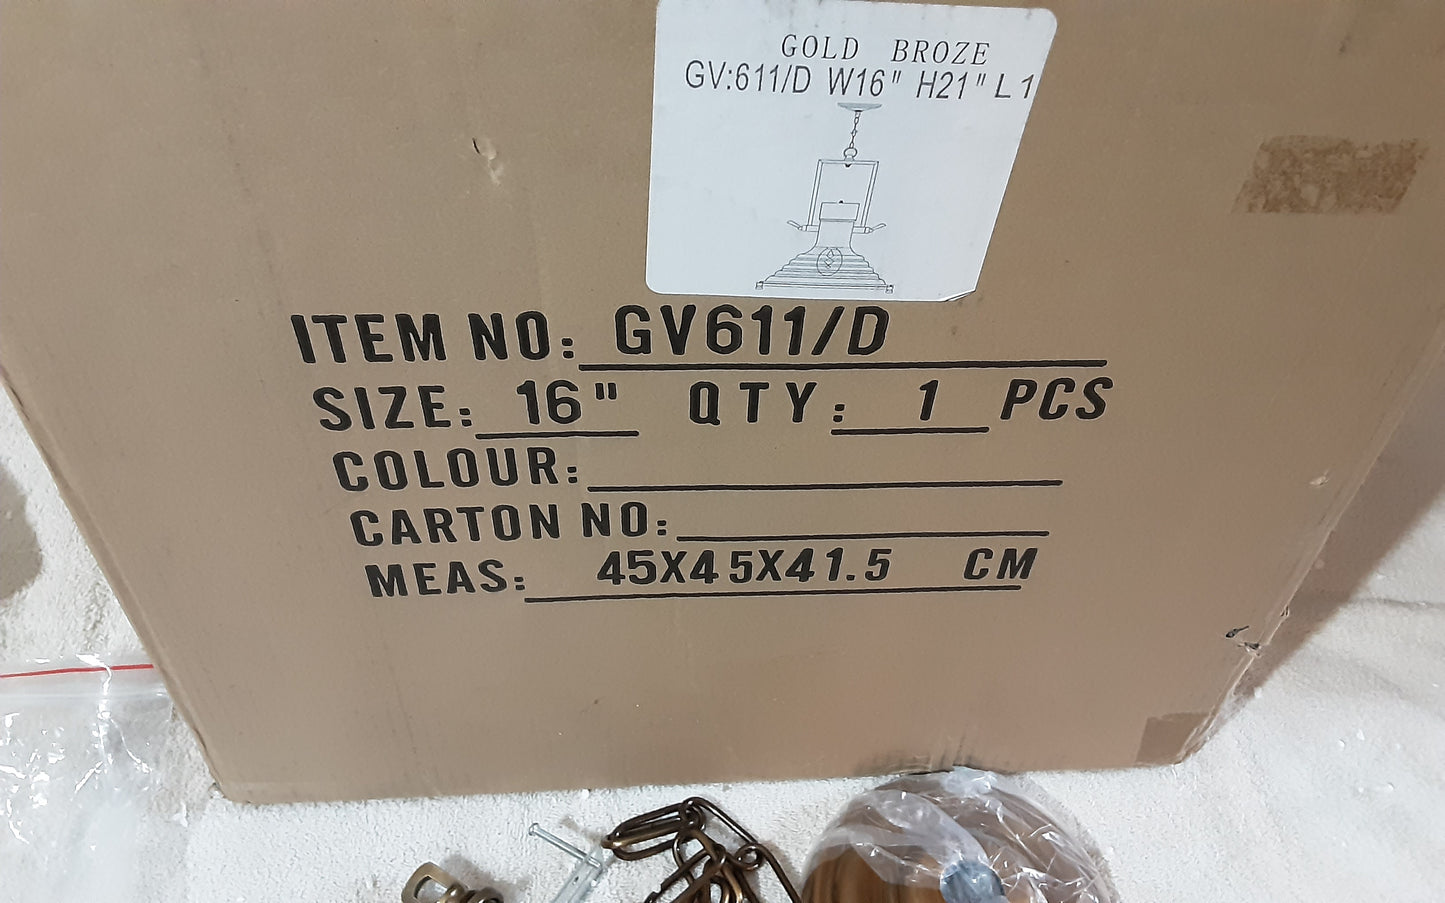 GOLD BROZE
GV:611/D W16" H21" L 1
ITEM NO: GV611/D
SIZE: 16" QTY: 1 PCS
COLOUR:
CARTON NO:
MEAS: 45X45X41.5 CM